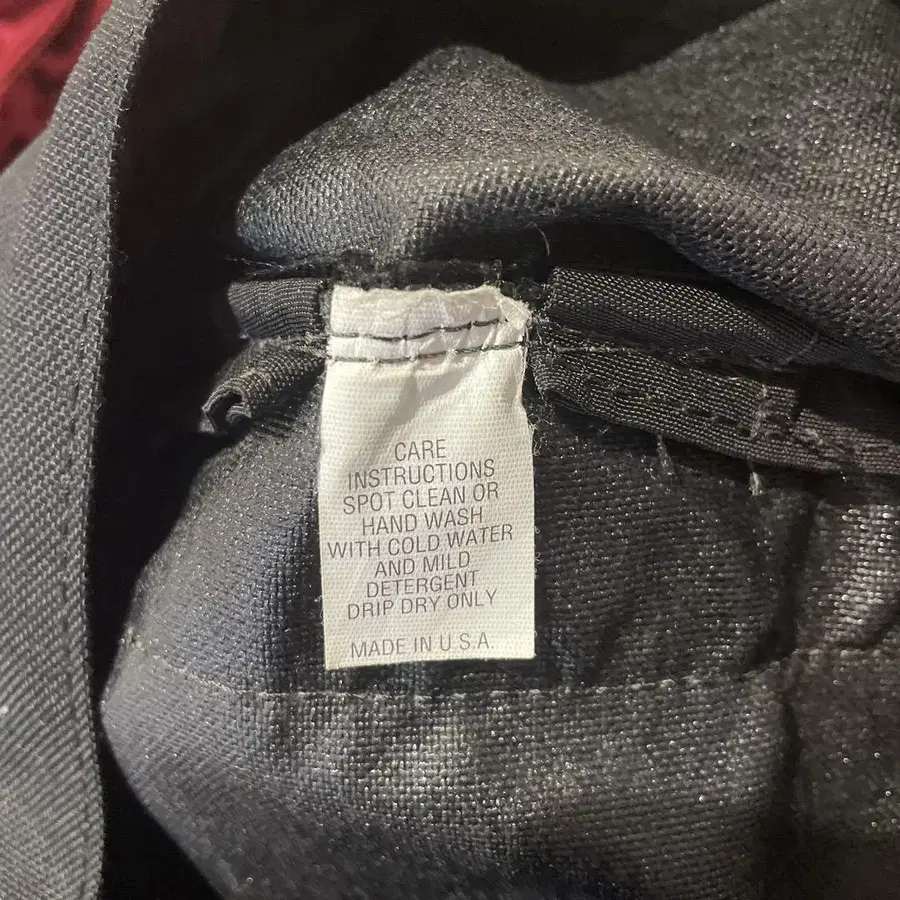 CARE
INSTRUCTIONS
SPOT CLEAN OR
HAND WASH
WITH COLD WATER
AND MILD
DETERGENT
DRIP DRY ONLY
MADE IN U.S.A.